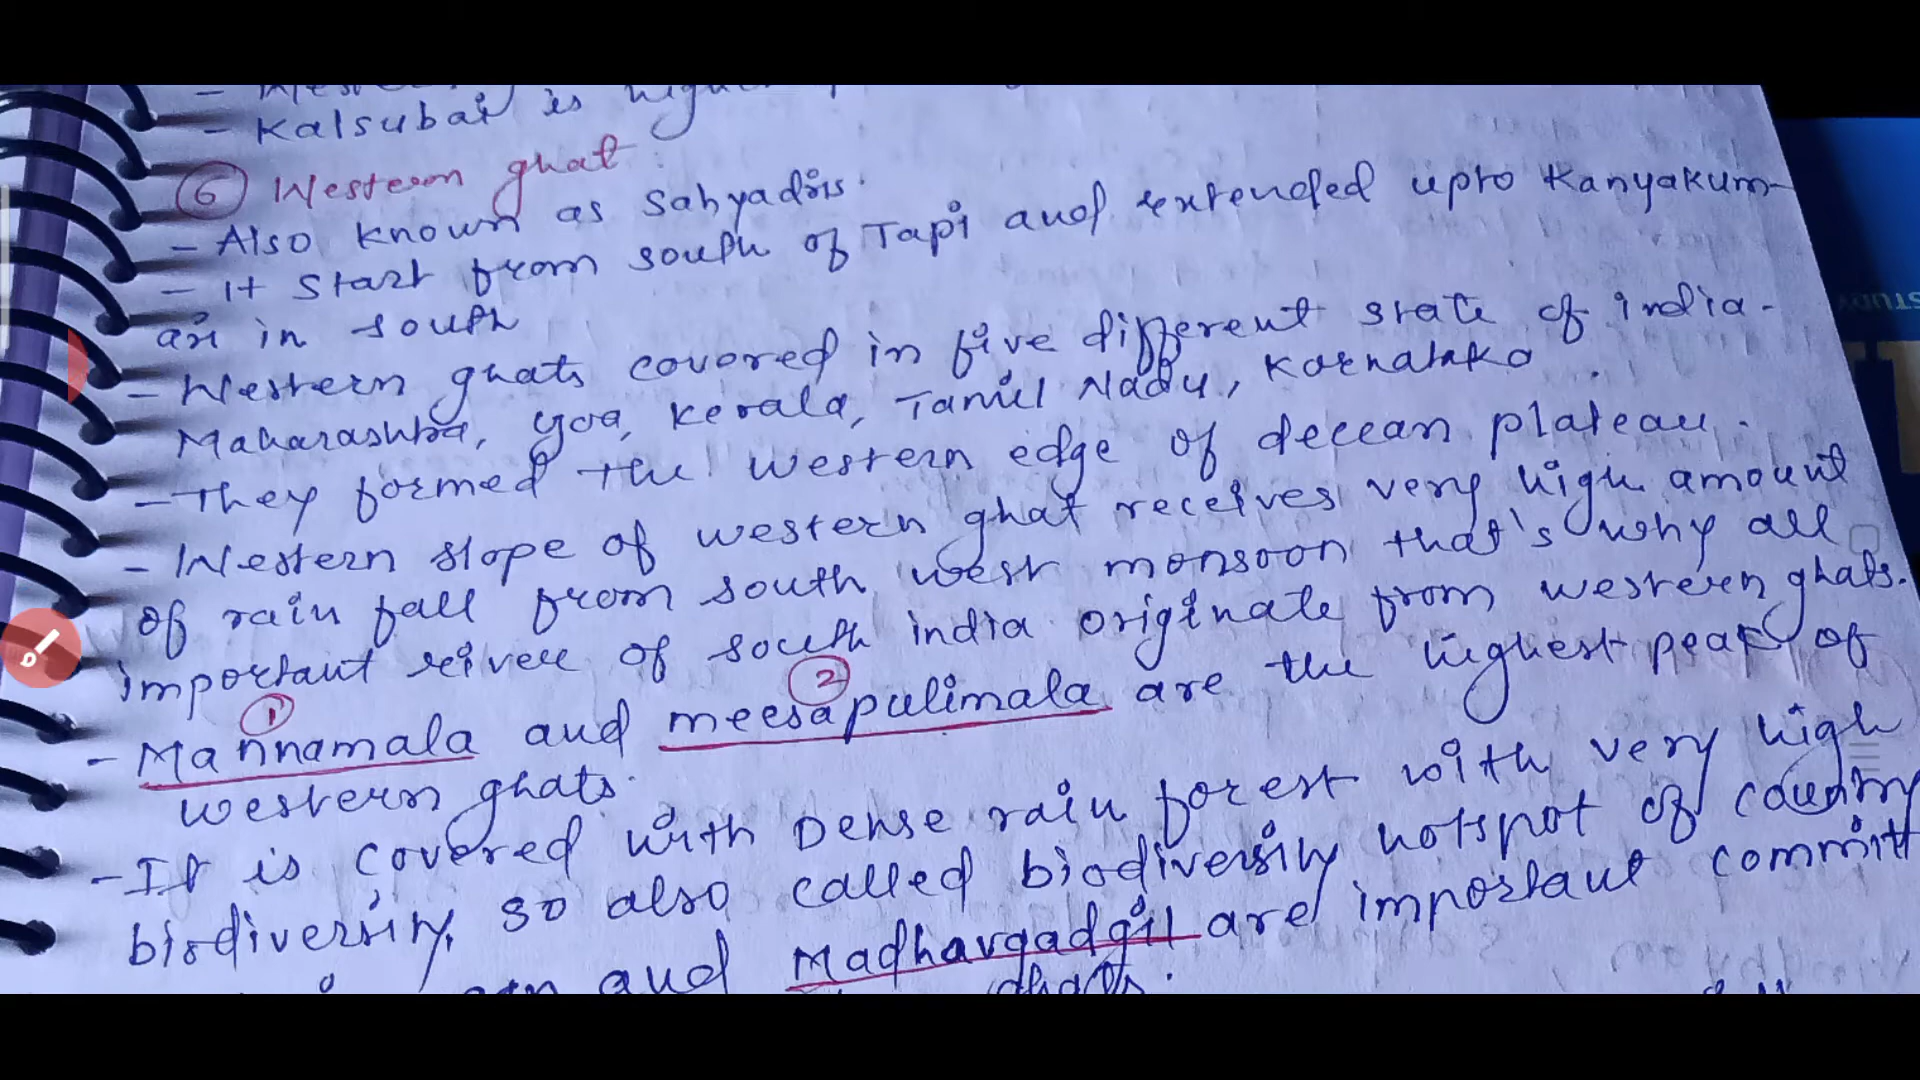 - Kalsubai is
⑥ Western ghat :
- Also known as Sahyadris.
- It start from south of Tapi and extended upto Kanyakum-
ari in south
- Western ghats covered in five different state of india -
Maharashtra, goa, Kerala, Tamil Nadu, Karnataka.
- They formed the western edge of deccan plateau.
- Western slope of western ghat receives very high amount
of rain fall from south west monsoon that's why all
important river of south india originate from western ghats.
① ②
- Mannamala and meesapulimala are the highest peak of
western ghats.
- It is covered with Dense rain forest with very high
biodiversity, so also called biodiversity hotspot of country
and Madhavgadgil are important committ
ghats.
STUD